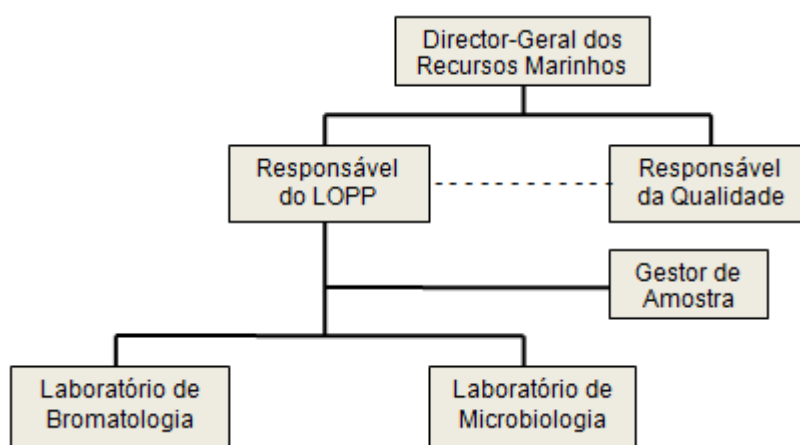 Director-Geral dos
Recursos Marinhos
Responsável
do LOPP
Responsável
da Qualidade
Gestor de
Amostra
Laboratório de
Bromatologia
Laboratório de
Microbiologia